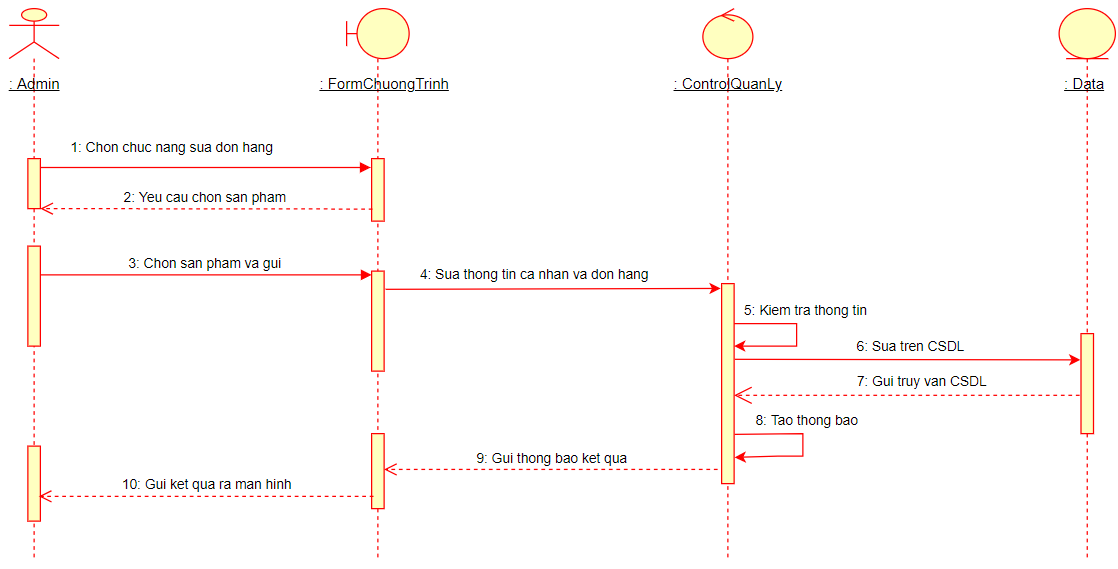 : Admin
: FormChuongTrinh
: ControlQuanLy
: Data
1: Chon chuc nang sua don hang
2: Yeu cau chon san pham
3: Chon san pham va gui
4: Sua thong tin ca nhan va don hang
5: Kiem tra thong tin
6: Sua tren CSDL
7: Gui truy van CSDL
8: Tao thong bao
9: Gui thong bao ket qua
10: Gui ket qua ra man hinh